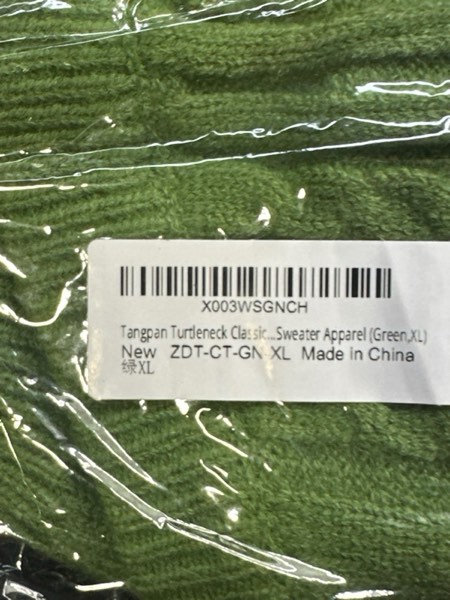 X003WSGNCH
Tangpan Turtleneck Classic...Sweater Apparel (Green,XL)
New ZDT-CT-GN-XL Made in China
绿XL